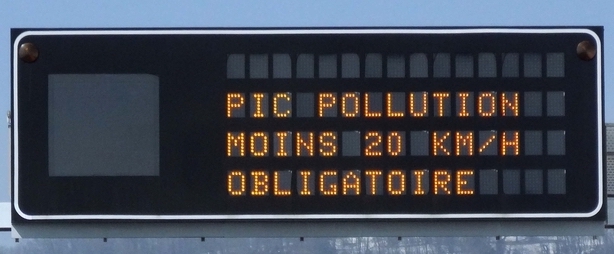 PIC POLLUTION
MOINS 20 KM/H
OBLIGATOIRE